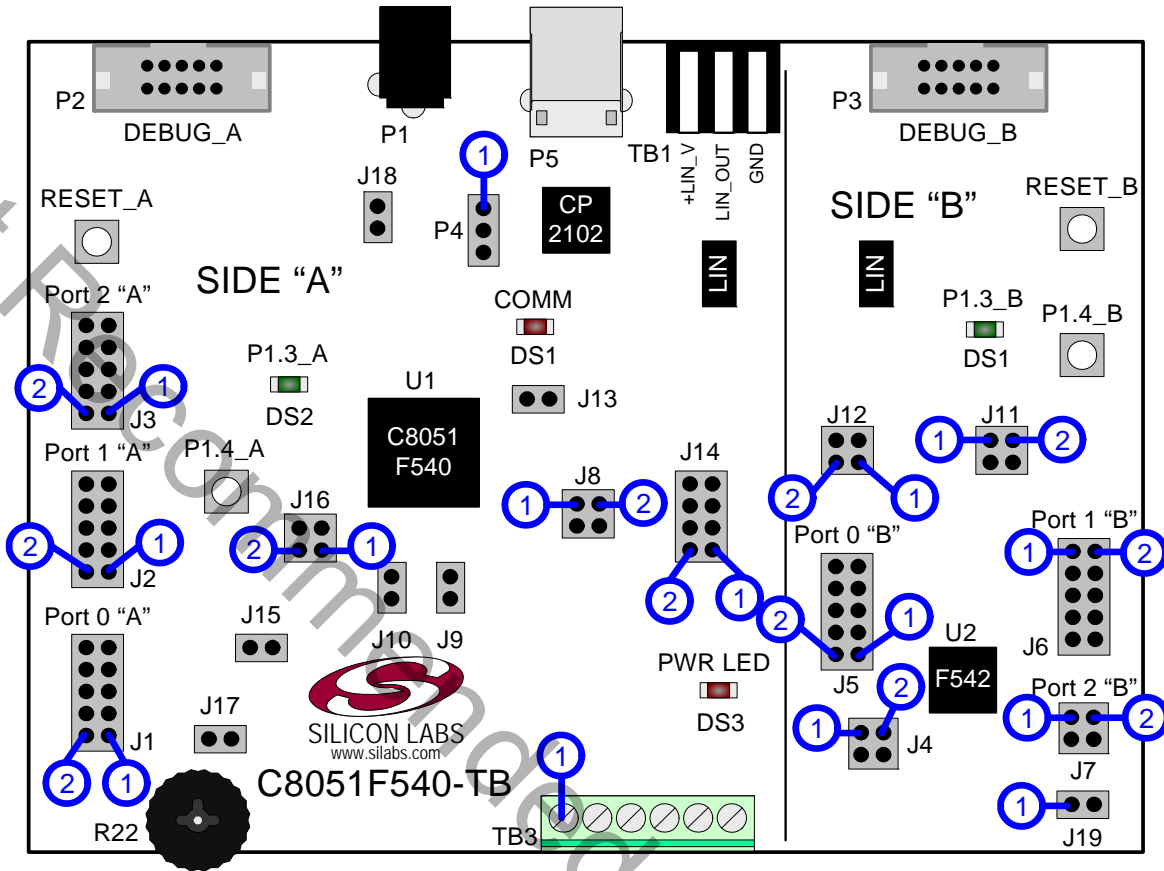 P2
DEBUG_A
P1
P5
TB1
+LIN_V
LIN_OUT
GND
P3
DEBUG_B
1
J18
P4
CP
2102
RESET_A
SIDE “A”
SIDE “B”
RESET_B
LIN
LIN
Port 2 “A”
COMM
DS1
P1.3_B
DS1
P1.4_B
P1.3_A
DS2
2
1
J3
U1
C8051
F540
J13
Port 1 “A”
P1.4_A
J12
2
1
J11
1
2
J16
2
1
J8
1
2
J14
2
1
2
1
J2
Port 0 “B”
2
1
J5
Port 1 “B”
1
2
J6
Port 0 “A”
J15
J10
J9
U2
F542
PWR LED
DS3
SILICON LABS
www.silabs.com
J17
J1
2
1
1
2
J4
Port 2 “B”
1
2
J7
C8051F540-TB
R22
1
TB3
1
J19
Recommended